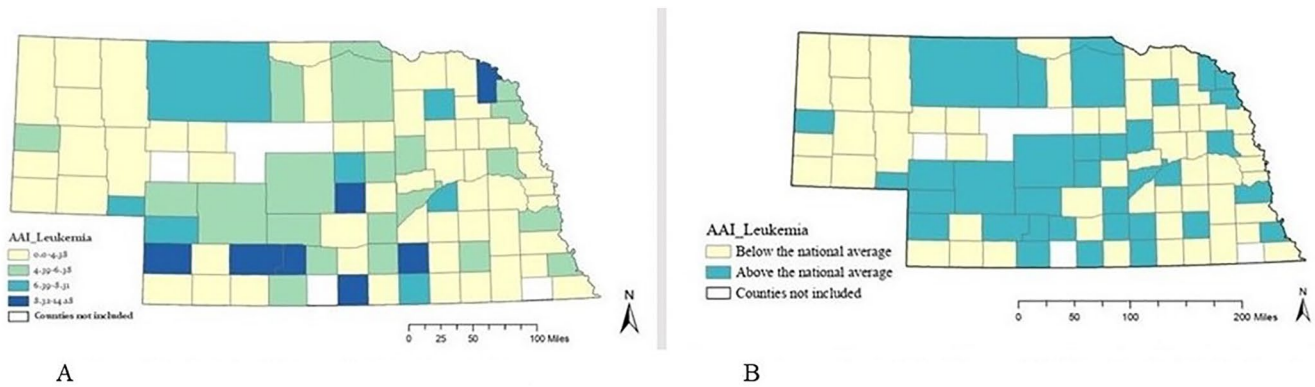 AAI_Leukemia
0.0-4.38
4.39-6.38
6.39-8.31
8.32-14.28
Counties not included
N
0 25 50 100 Miles
A
AAI_Leukemia
Below the national average
Above the national average
Counties not included
N
0 50 100 200 Miles
B